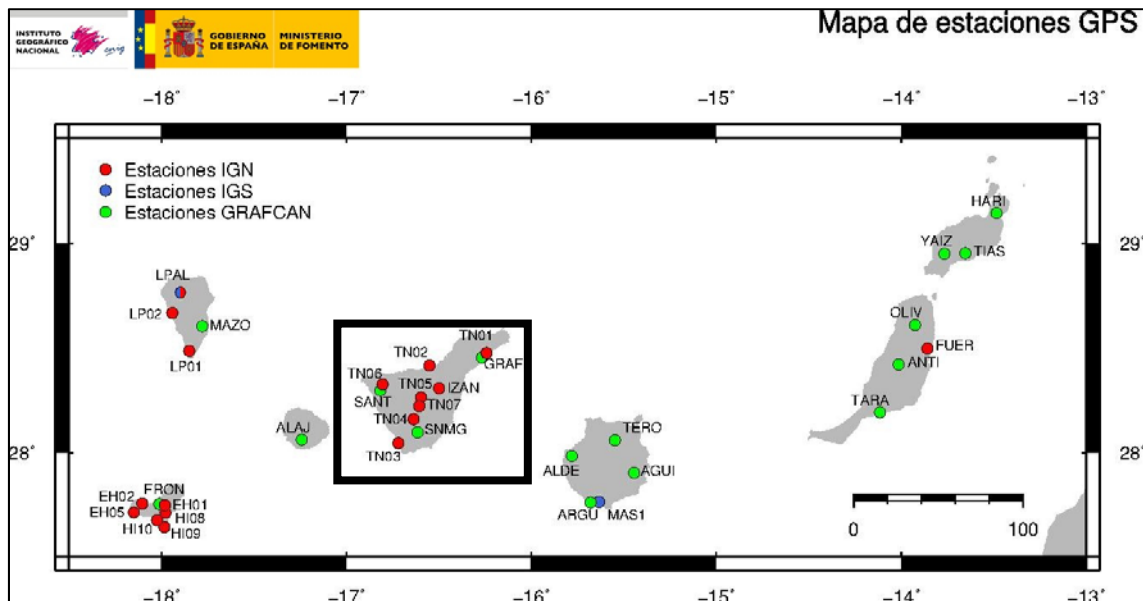 INSTITUTO
GEOGRÁFICO
NACIONAL
GOBIERNO
DE ESPAÑA
MINISTERIO
DE FOMENTO
Mapa de estaciones GPS
-18° -17° -16° -15° -14° -13°
Estaciones IGN
Estaciones IGS
Estaciones GRAFCAN
HARI
29° 29°
YAIZ TIAS
LPAL
LP02 MAZO
OLIV
TN01
LP01 TN02 GRAF FUER
TN06 TN05 IZAN ANTI
SANT TN07
TARA
TN04
ALAJ SNMG TERO
28° TN03 28°
ALDE AGUI
FRON
EH02 EH01
EH05 HI08 ARGU MAS1
HI10 HI09
0 100
-18° -17° -16° -15° -14° -13°